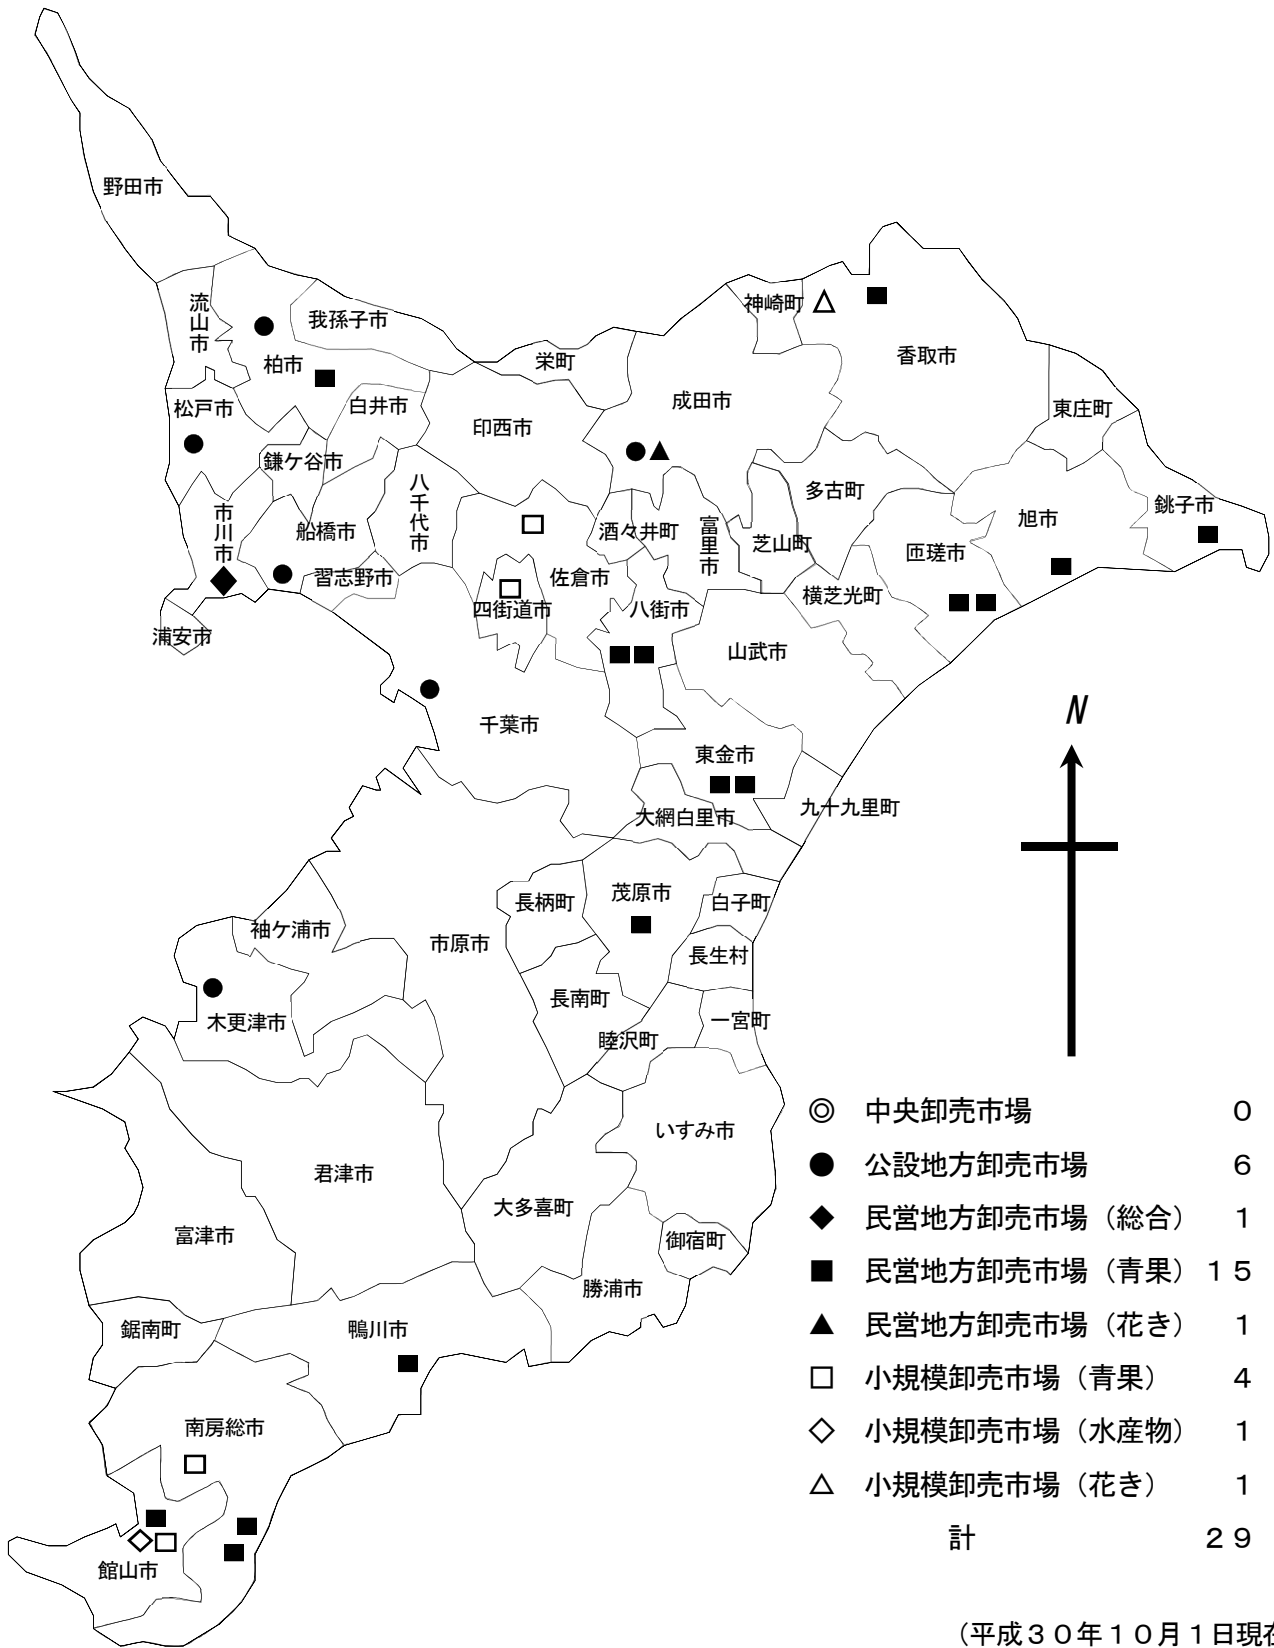 野田市
流山市
我孫子市
柏市
松戸市
白井市
鎌ケ谷市
市川市
船橋市
八千代市
習志野市
浦安市
栄町
印西市
神崎町
香取市
成田市
東庄町
多古町
酒々井町
富里市
芝山町
旭市
銚子市
匝瑳市
横芝光町
佐倉市
四街道市
八街市
山武市
千葉市
東金市
大網白里市
九十九里町
N
長柄町
茂原市
白子町
袖ケ浦市
市原市
長生村
長南町
木更津市
一宮町
睦沢町
いすみ市
君津市
大多喜町
富津市
御宿町
勝浦市
鋸南町
鴨川市
南房総市
館山市
◎ 中央卸売市場 0
● 公設地方卸売市場 6
◆ 民営地方卸売市場（総合） 1
■ 民営地方卸売市場（青果） 15
▲ 民営地方卸売市場（花き） 1
□ 小規模卸売市場（青果） 4
◇ 小規模卸売市場（水産物） 1
△ 小規模卸売市場（花き） 1
計 29
（平成３０年１０月１日現在